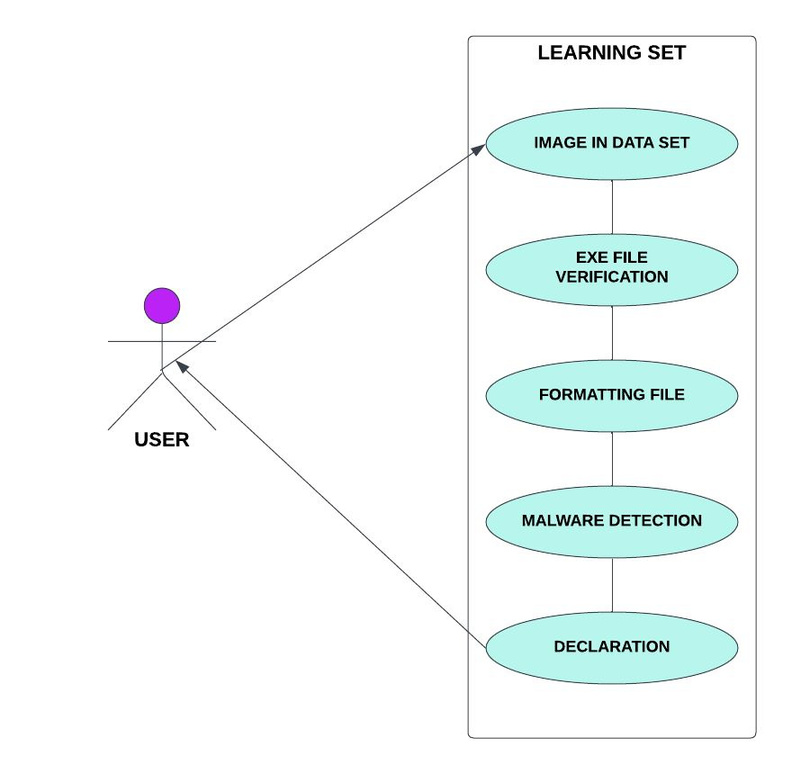 LEARNING SET
IMAGE IN DATA SET
EXE FILE
VERIFICATION
FORMATTING FILE
USER
MALWARE DETECTION
DECLARATION